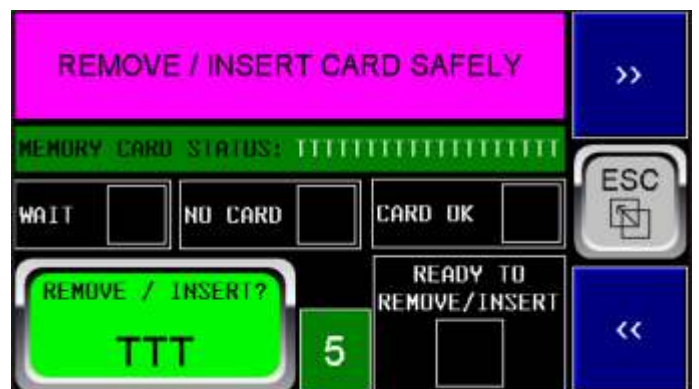 REMOVE / INSERT CARD SAFELY
>>
MEMORY CARD STATUS: TTTTTTTTTTTTTTTTTTTT
ESC
WAIT
NO CARD
CARD OK
REMOVE / INSERT?
TTT
5
READY TO
REMOVE/INSERT
<<